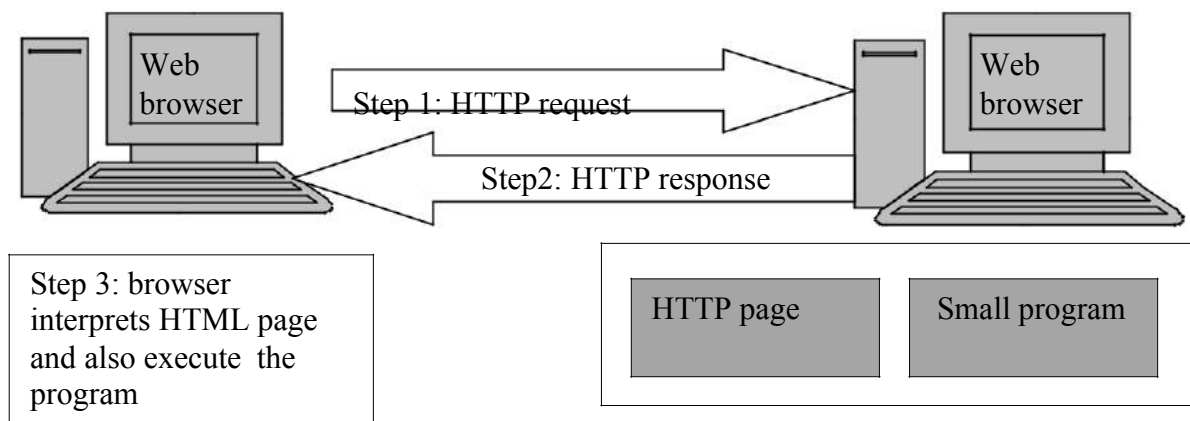 Web
browser
Step 1: HTTP request
Web
browser
Step2: HTTP response
Step 3: browser
interprets HTML page
and also execute the
program
HTTP page
Small program